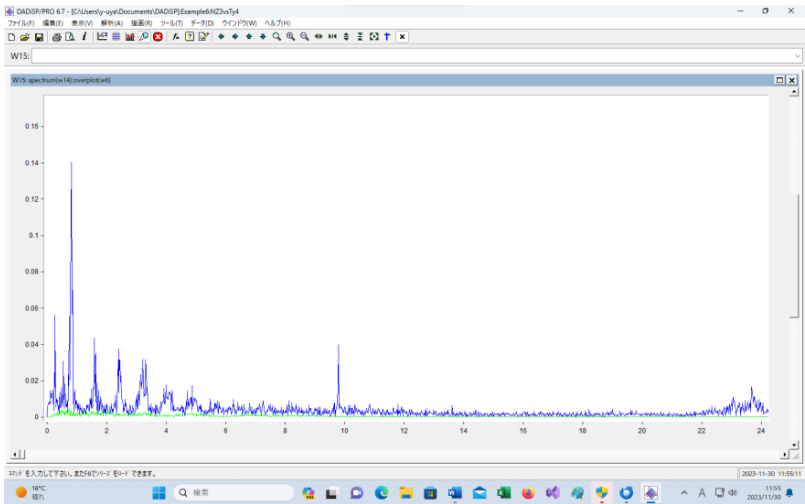 DADiSP/PRO 6.7 - [C:\Users\y-uya\Documents\DADISP]:Example6\NZ3vsTy4
ファイル(F) 編集(E) 表示(V) 解析(A) 描画(R) ツール(T) データ(D) ウインドウ(W) ヘルプ(H)
W15:
W15: spectrum(w14);overplot(w6)
0.16
0.14
0.12
0.1
0.08
0.06
0.04
0.02
0
0 2 4 6 8 10 12 14 16 18 20 22 24
コマンド を入力して下さい。またF8でシリーズ をロード できます。
2023-11-30 11:55:11
16°C
晴れ
検索
A
11:55
2023/11/30